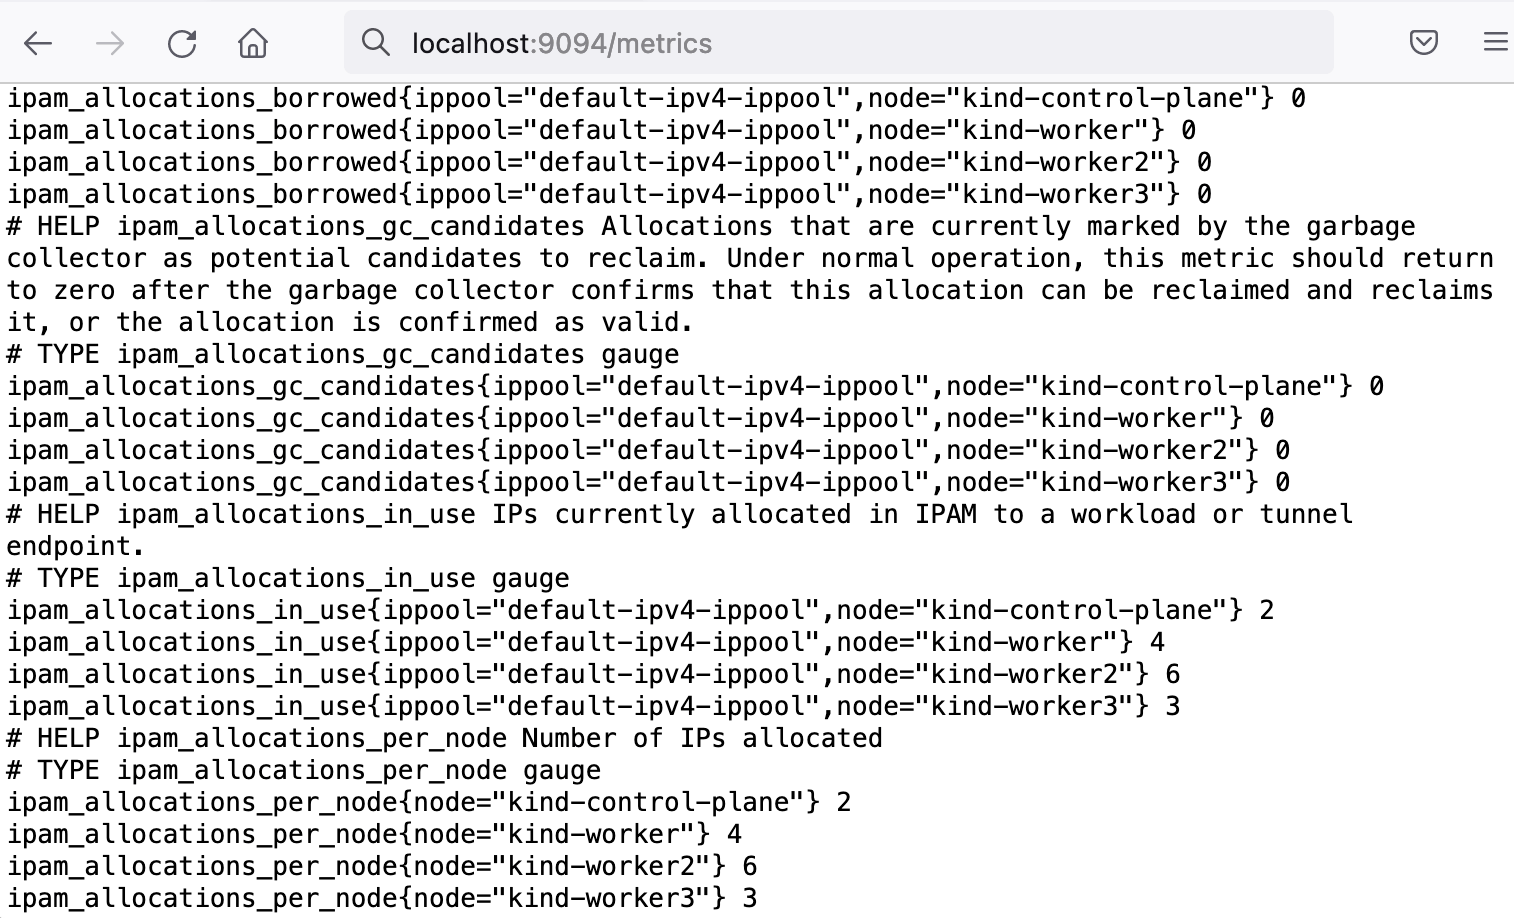 localhost:9094/metrics
ipam_allocations_borrowed{ippool="default-ipv4-ippool",node="kind-control-plane"} 0
ipam_allocations_borrowed{ippool="default-ipv4-ippool",node="kind-worker"} 0
ipam_allocations_borrowed{ippool="default-ipv4-ippool",node="kind-worker2"} 0
ipam_allocations_borrowed{ippool="default-ipv4-ippool",node="kind-worker3"} 0
# HELP ipam_allocations_gc_candidates Allocations that are currently marked by the garbage
collector as potential candidates to reclaim. Under normal operation, this metric should return
to zero after the garbage collector confirms that this allocation can be reclaimed and reclaims
it, or the allocation is confirmed as valid.
# TYPE ipam_allocations_gc_candidates gauge
ipam_allocations_gc_candidates{ippool="default-ipv4-ippool",node="kind-control-plane"} 0
ipam_allocations_gc_candidates{ippool="default-ipv4-ippool",node="kind-worker"} 0
ipam_allocations_gc_candidates{ippool="default-ipv4-ippool",node="kind-worker2"} 0
ipam_allocations_gc_candidates{ippool="default-ipv4-ippool",node="kind-worker3"} 0
# HELP ipam_allocations_in_use IPs currently allocated in IPAM to a workload or tunnel
endpoint.
# TYPE ipam_allocations_in_use gauge
ipam_allocations_in_use{ippool="default-ipv4-ippool",node="kind-control-plane"} 2
ipam_allocations_in_use{ippool="default-ipv4-ippool",node="kind-worker"} 4
ipam_allocations_in_use{ippool="default-ipv4-ippool",node="kind-worker2"} 6
ipam_allocations_in_use{ippool="default-ipv4-ippool",node="kind-worker3"} 3
# HELP ipam_allocations_per_node Number of IPs allocated
# TYPE ipam_allocations_per_node gauge
ipam_allocations_per_node{node="kind-control-plane"} 2
ipam_allocations_per_node{node="kind-worker"} 4
ipam_allocations_per_node{node="kind-worker2"} 6
ipam_allocations_per_node{node="kind-worker3"} 3